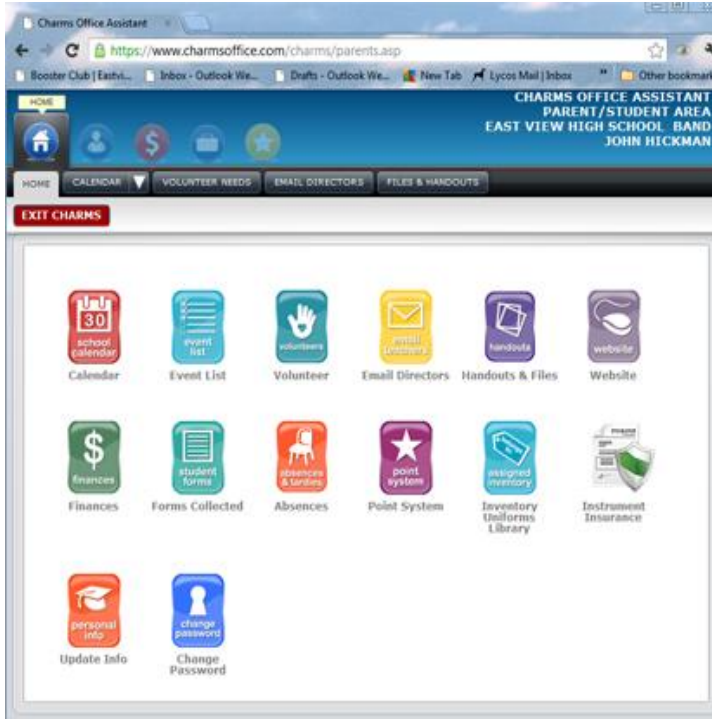 Charms Office Assistant
https://www.charmsoffice.com/charms/parents.asp
Booster Club | Eastvi... Inbox - Outlook We... Drafts - Outlook We... New Tab Lycos Mail | Inbox » Other bookmark
HOME
CHARMS OFFICE ASSISTANT
PARENT/STUDENT AREA
EAST VIEW HIGH SCHOOL BAND
JOHN HICKMAN
HOME CALENDAR VOLUNTEER NEEDS EMAIL DIRECTORS FILES & HANDOUTS
EXIT CHARMS
30
school calendar
Calendar
event list
Event List
volunteers
Volunteer
email
Email Directors
handouts
Handouts & Files
website
Website
$
finances
Finances
student forms
Forms Collected
absences & tardies
Absences
point system
Point System
assigned inventory
Inventory
Uniforms
Library
Instrument
Insurance
personal info
Update Info
change password
Change
Password